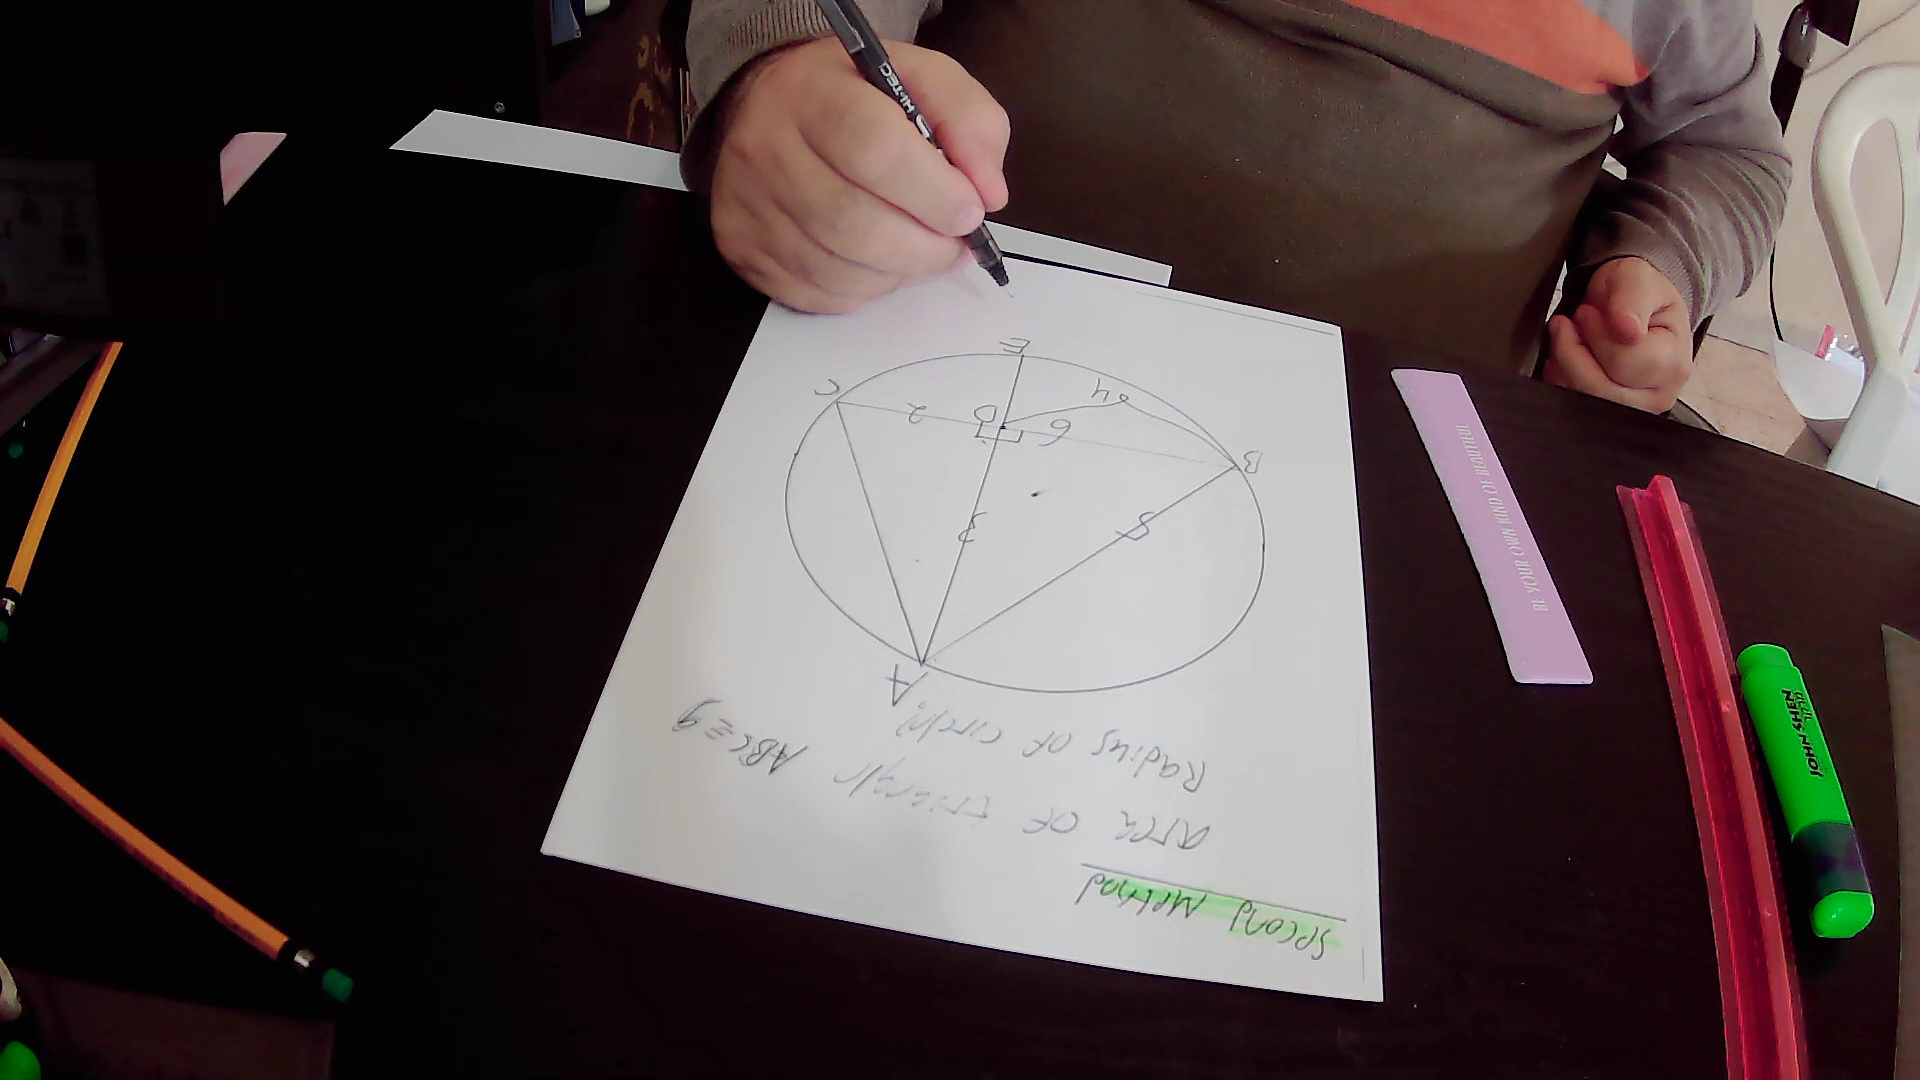 Second Method
area of triangle ABC = 9
Radius of circle,
A
3
8
B
6
D
2
C
4
E
BE YOUR OWN KIND OF BEAUTIFUL
JOHN SHEN
HI-TEC